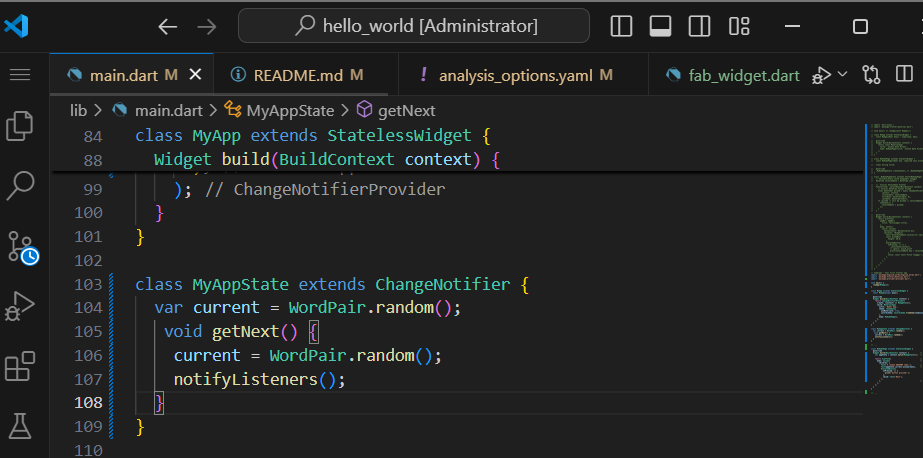 hello_world [Administrator]
main.dart M
README.md M
! analysis_options.yaml M
fab_widget.dart
lib > main.dart > MyAppState > getNext
84 class MyApp extends StatelessWidget {
88 Widget build(BuildContext context) {
99 ); // ChangeNotifierProvider
100 }
101 }
102
103 class MyAppState extends ChangeNotifier {
104 var current = WordPair.random();
105 void getNext() {
106 current = WordPair.random();
107 notifyListeners();
108 }
109 }
110